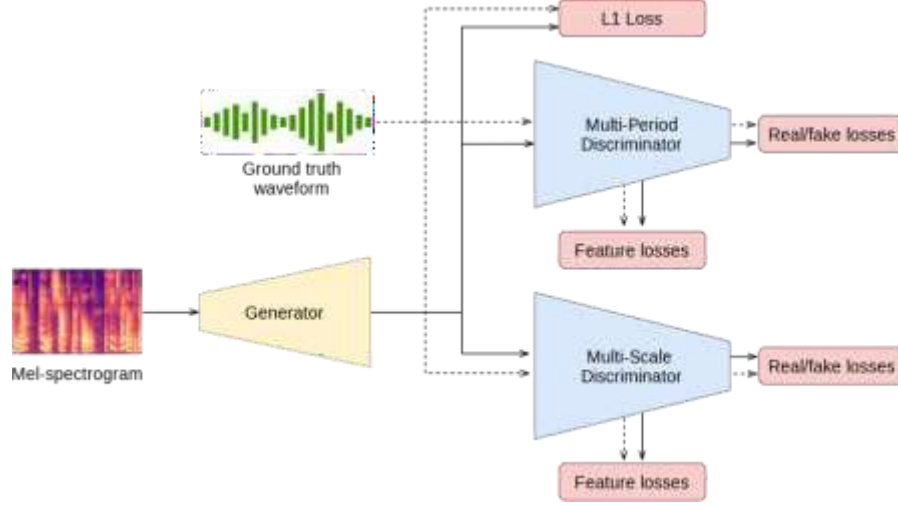 L1 Loss
Multi-Period
Discriminator
Real/fake losses
Ground truth
waveform
Feature losses
Generator
Mel-spectrogram
Multi-Scale
Discriminator
Real/fake losses
Feature losses